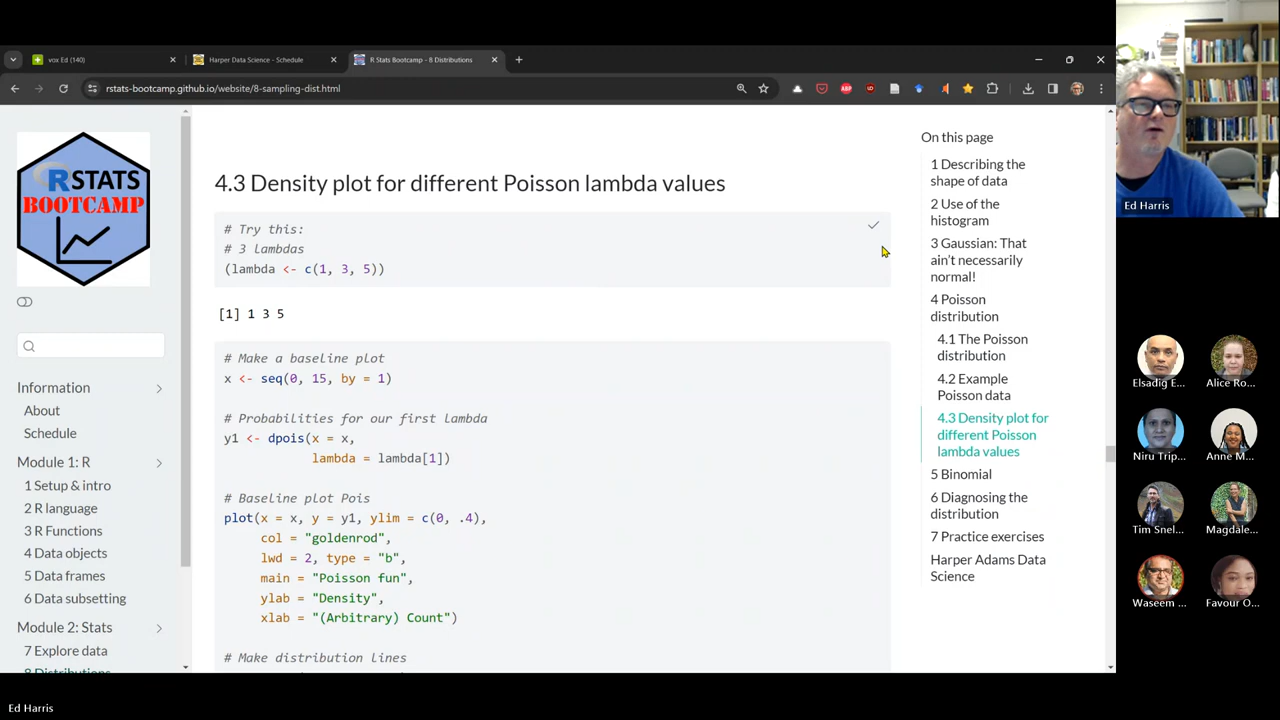 vox Ed (140)
Harper Data Science - Schedule
R Stats Bootcamp - 8 Distributions
rstats-bootcamp.github.io/website/8-sampling-dist.html
RSTATS
BOOTCAMP
Information
About
Schedule
Module 1: R
1 Setup & intro
2 R language
3 R Functions
4 Data objects
5 Data frames
6 Data subsetting
Module 2: Stats
7 Explore data
8 Distributions
4.3 Density plot for different Poisson lambda values
# Try this:
# 3 lambdas
(lambda <- c(1, 3, 5))
[1] 1 3 5
# Make a baseline plot
x <- seq(0, 15, by = 1)
# Probabilities for our first lambda
y1 <- dpois(x = x,
lambda = lambda[1])
# Baseline plot Pois
plot(x = x, y = y1, ylim = c(0, .4),
col = "goldenrod",
lwd = 2, type = "b",
main = "Poisson fun",
ylab = "Density",
xlab = "(Arbitrary) Count")
# Make distribution lines
On this page
1 Describing the
shape of data
2 Use of the
histogram
3 Gaussian: That
ain't necessarily
normal!
4 Poisson
distribution
4.1 The Poisson
distribution
4.2 Example
Poisson data
4.3 Density plot for
different Poisson
lambda values
5 Binomial
6 Diagnosing the
distribution
7 Practice exercises
Harper Adams Data
Science
Ed Harris
Elsadig E...
Alice Ro...
Niru Trip...
Anne M...
Tim Snel...
Magdale...
Waseem ...
Favour O...
Ed Harris